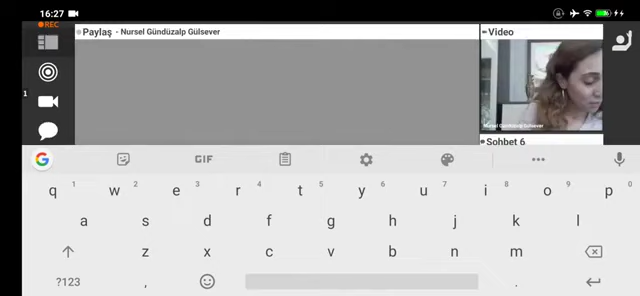 16:27
REC
Paylaş - Nursel Gündüzalp Gülsever
Video
1
Nursel Gündüzalp Gülsever
Sohbet 6
G GIF
q 1 w 2 e 3 r 4 t 5 y 6 u 7 i 8 o 9 p 0
a s d f g h j k l
z x c v b n m
?123 , .